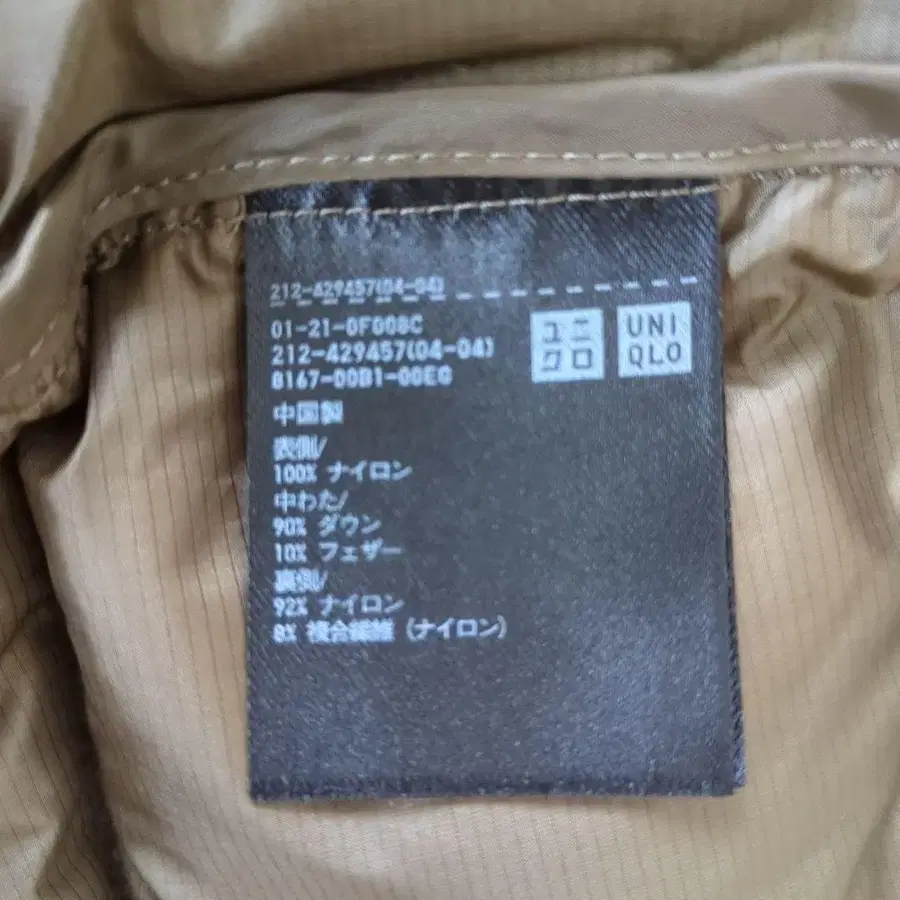 212-429457(04-04)
01-21-0F008C
212-429457(04-04)
8167-00B1-00EG
ユニ
クロ
UNI
QLO
中国製
表側/
100% ナイロン
中わた/
90% ダウン
10% フェザー
裏側/
92% ナイロン
8% 複合繊維 (ナイロン)